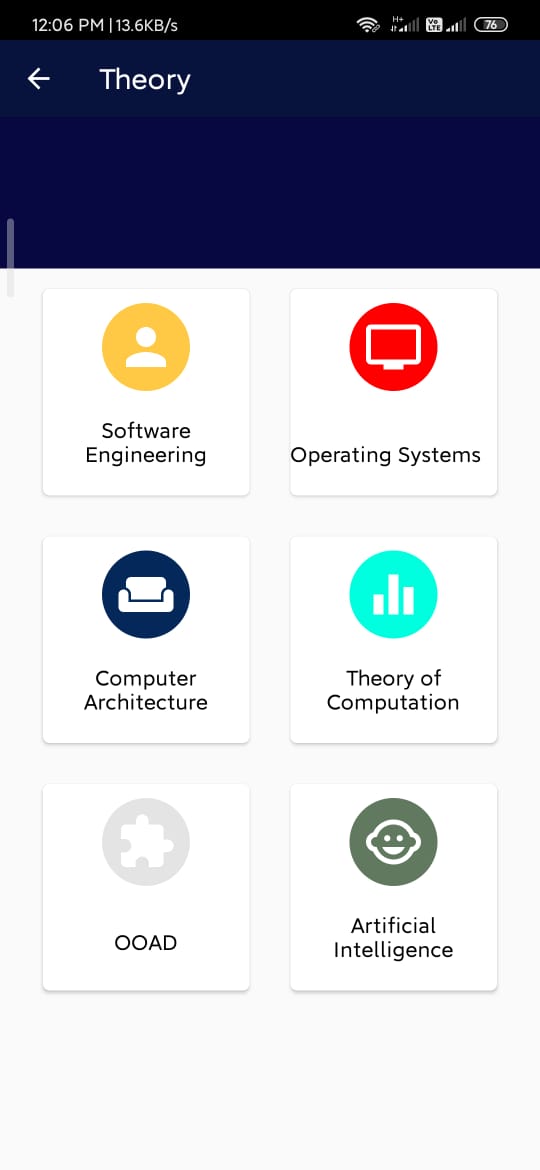 12:06 PM | 13.6KB/s H+ Vo LTE 76
Theory
Software
Engineering
Operating Systems
Computer
Architecture
Theory of
Computation
OOAD
Artificial
Intelligence